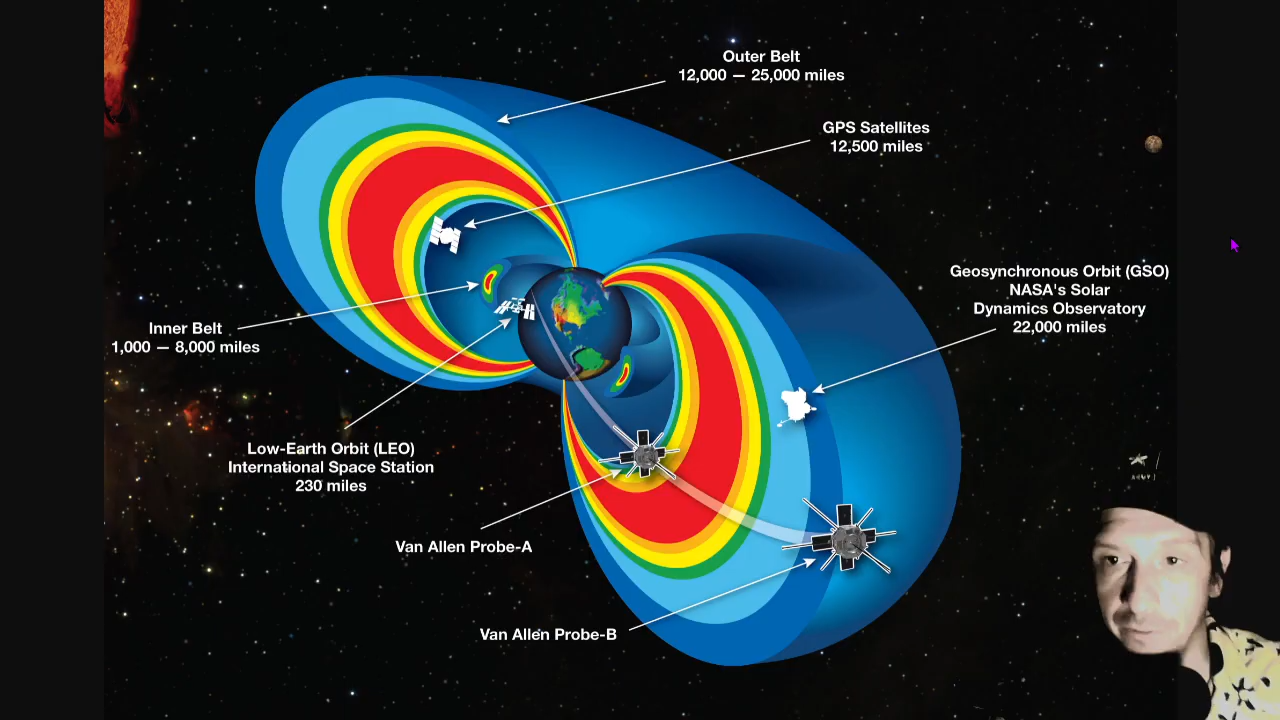 Outer Belt
12,000 — 25,000 miles
GPS Satellites
12,500 miles
Geosynchronous Orbit (GSO)
NASA's Solar
Dynamics Observatory
22,000 miles
Inner Belt
1,000 — 8,000 miles
Low-Earth Orbit (LEO)
International Space Station
230 miles
Van Allen Probe-A
Van Allen Probe-B